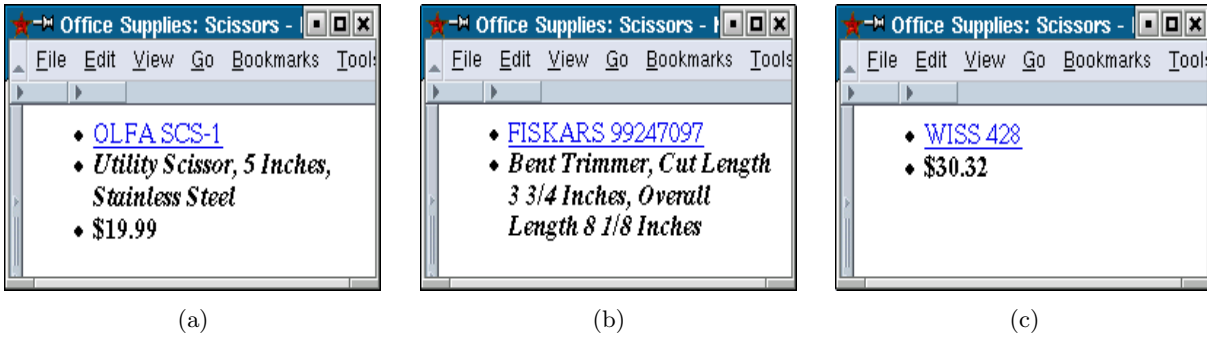 Office Supplies: Scissors -
File Edit View Go Bookmarks
OLFA SCS-1
Utility Scissor, 5 Inches,
Stainless Steel
$19.99
(a)
Office Supplies: Scissors -
File Edit View Go Bookmarks Tools
FISKARS 99247097
Bent Trimmer, Cut Length
3 3/4 Inches, Overall
Length 8 1/8 Inches
(b)
Office Supplies: Scissors -
File Edit View Go Bookmarks
WISS 428
$30.32
(c)